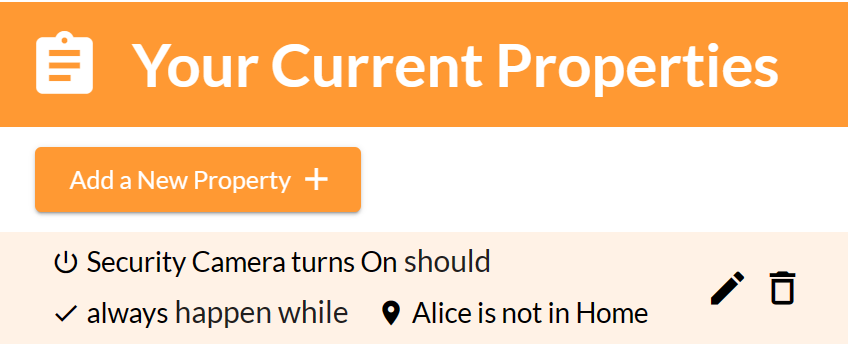 Your Current Properties
Add a New Property +
Security Camera turns On should
always happen while Alice is not in Home